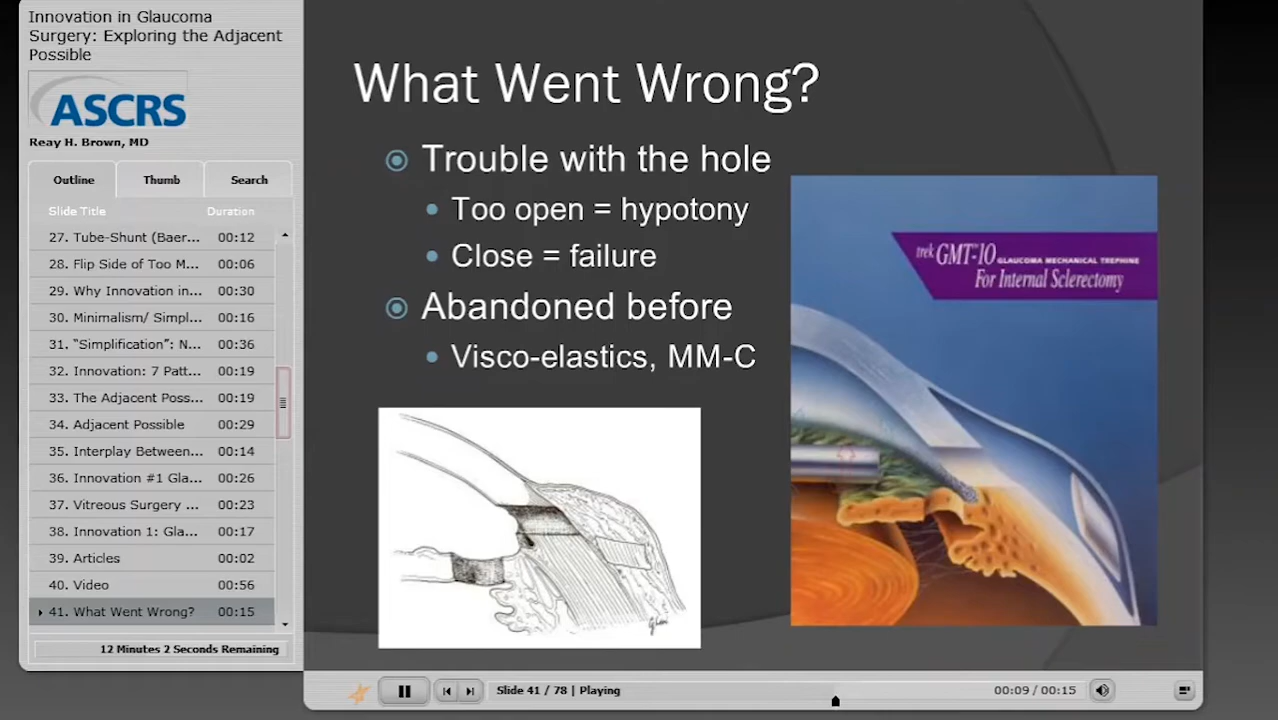 Innovation in Glaucoma
Surgery: Exploring the Adjacent
Possible
ASCRS
Reay H. Brown, MD
Outline
Thumb
Search
Slide Title Duration
27. Tube-Shunt (Baer... 00:12
28. Flip Side of Too M... 00:06
29. Why Innovation in... 00:30
30. Minimalism/ Simpl... 00:16
31. “Simplification”: N... 00:36
32. Innovation: 7 Patt... 00:19
33. The Adjacent Poss... 00:19
34. Adjacent Possible 00:29
35. Interplay Between... 00:14
36. Innovation #1 Gla... 00:26
37. Vitreous Surgery ... 00:23
38. Innovation 1: Gla... 00:17
39. Articles 00:02
40. Video 00:56
41. What Went Wrong? 00:15
12 Minutes 2 Seconds Remaining
What Went Wrong?
Trouble with the hole
Too open = hypotony
Close = failure
Abandoned before
Visco-elastics, MM-C
trek GMT-10 GLAUCOMA MECHANICAL TREPHINE
For Internal Sclerectomy
Slide 41 / 78 | Playing
00:09 / 00:15